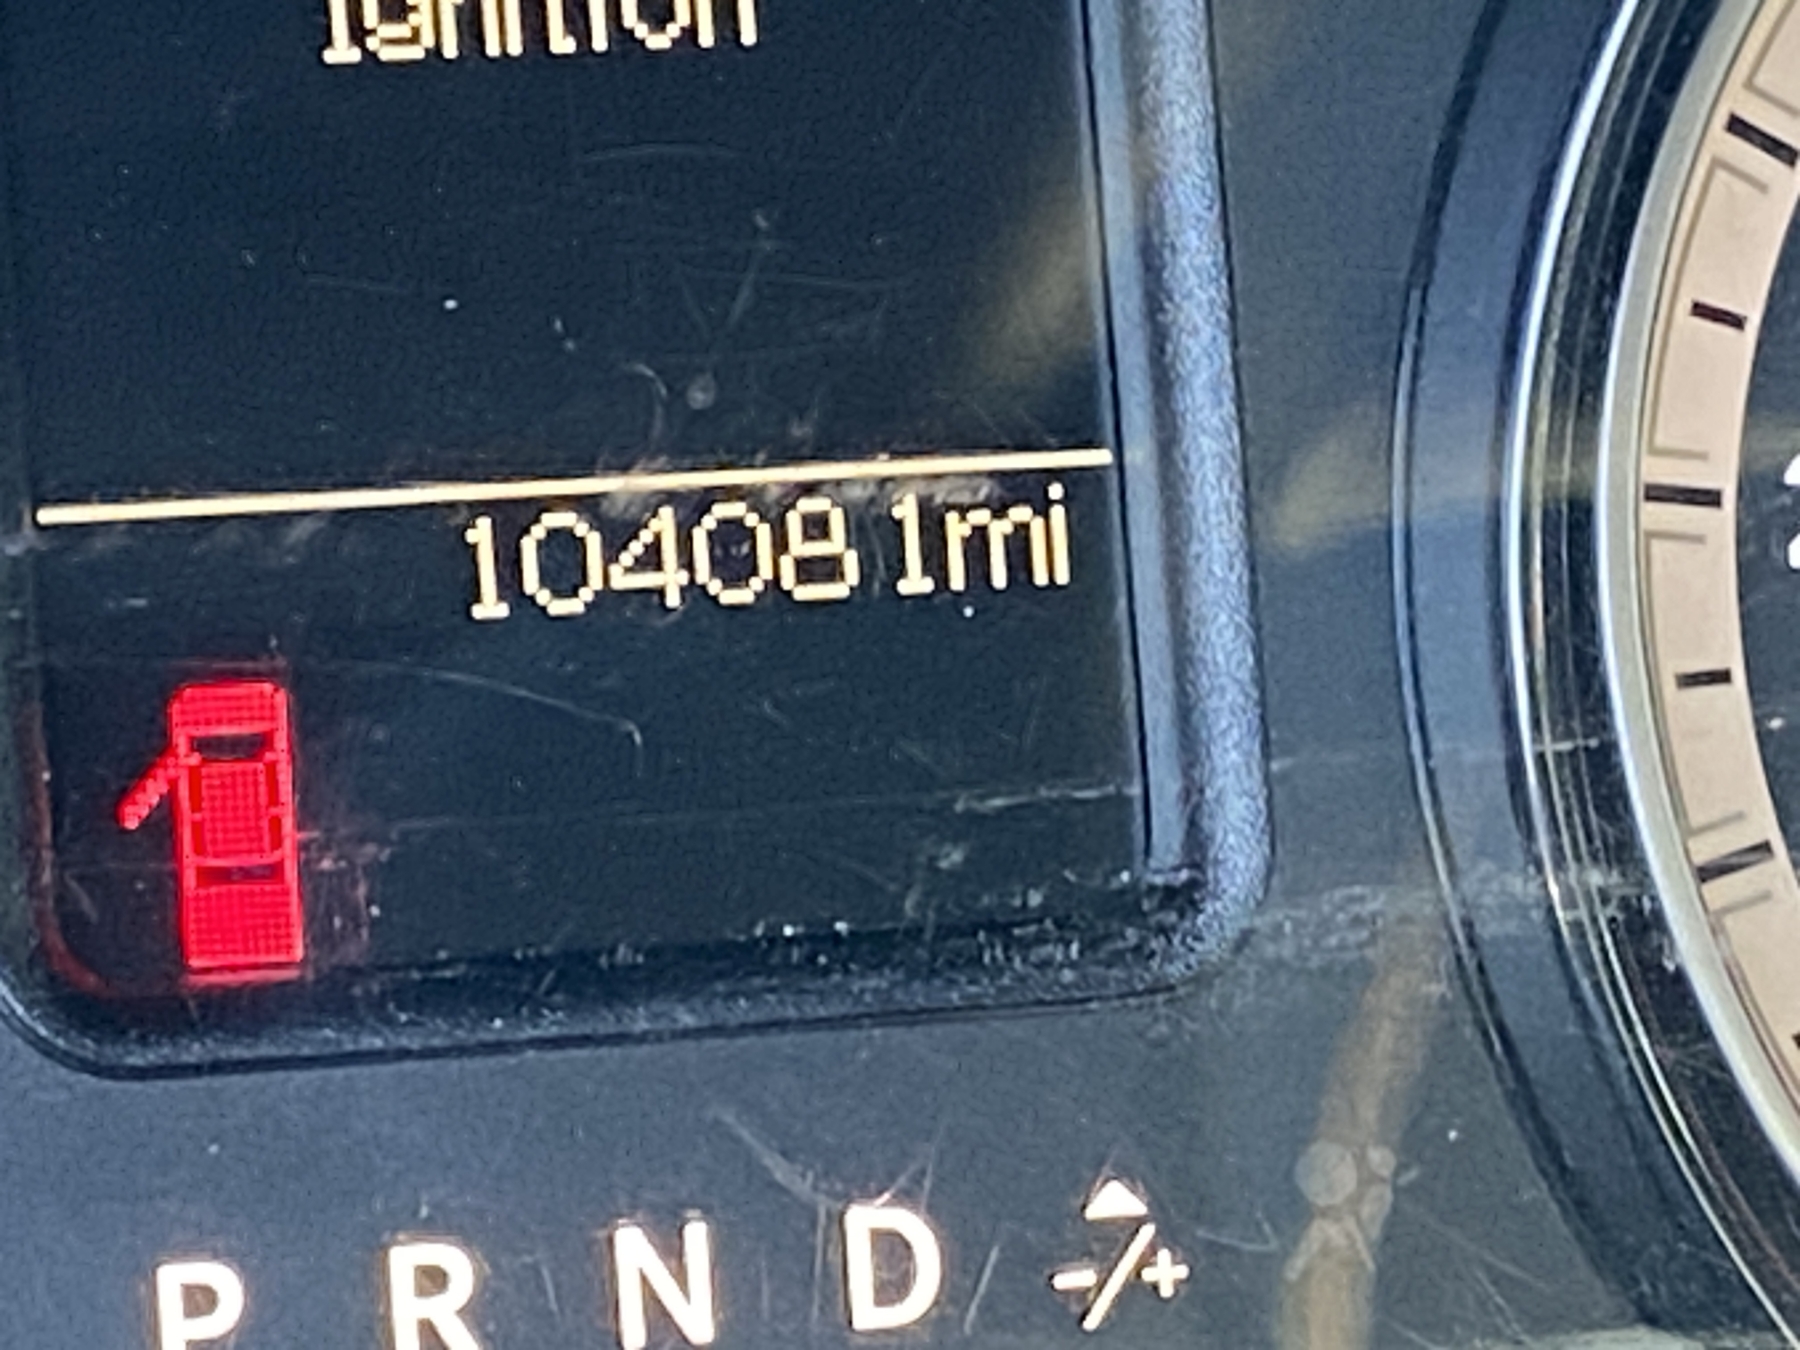 Ignition
104081mi
P R N D -/+